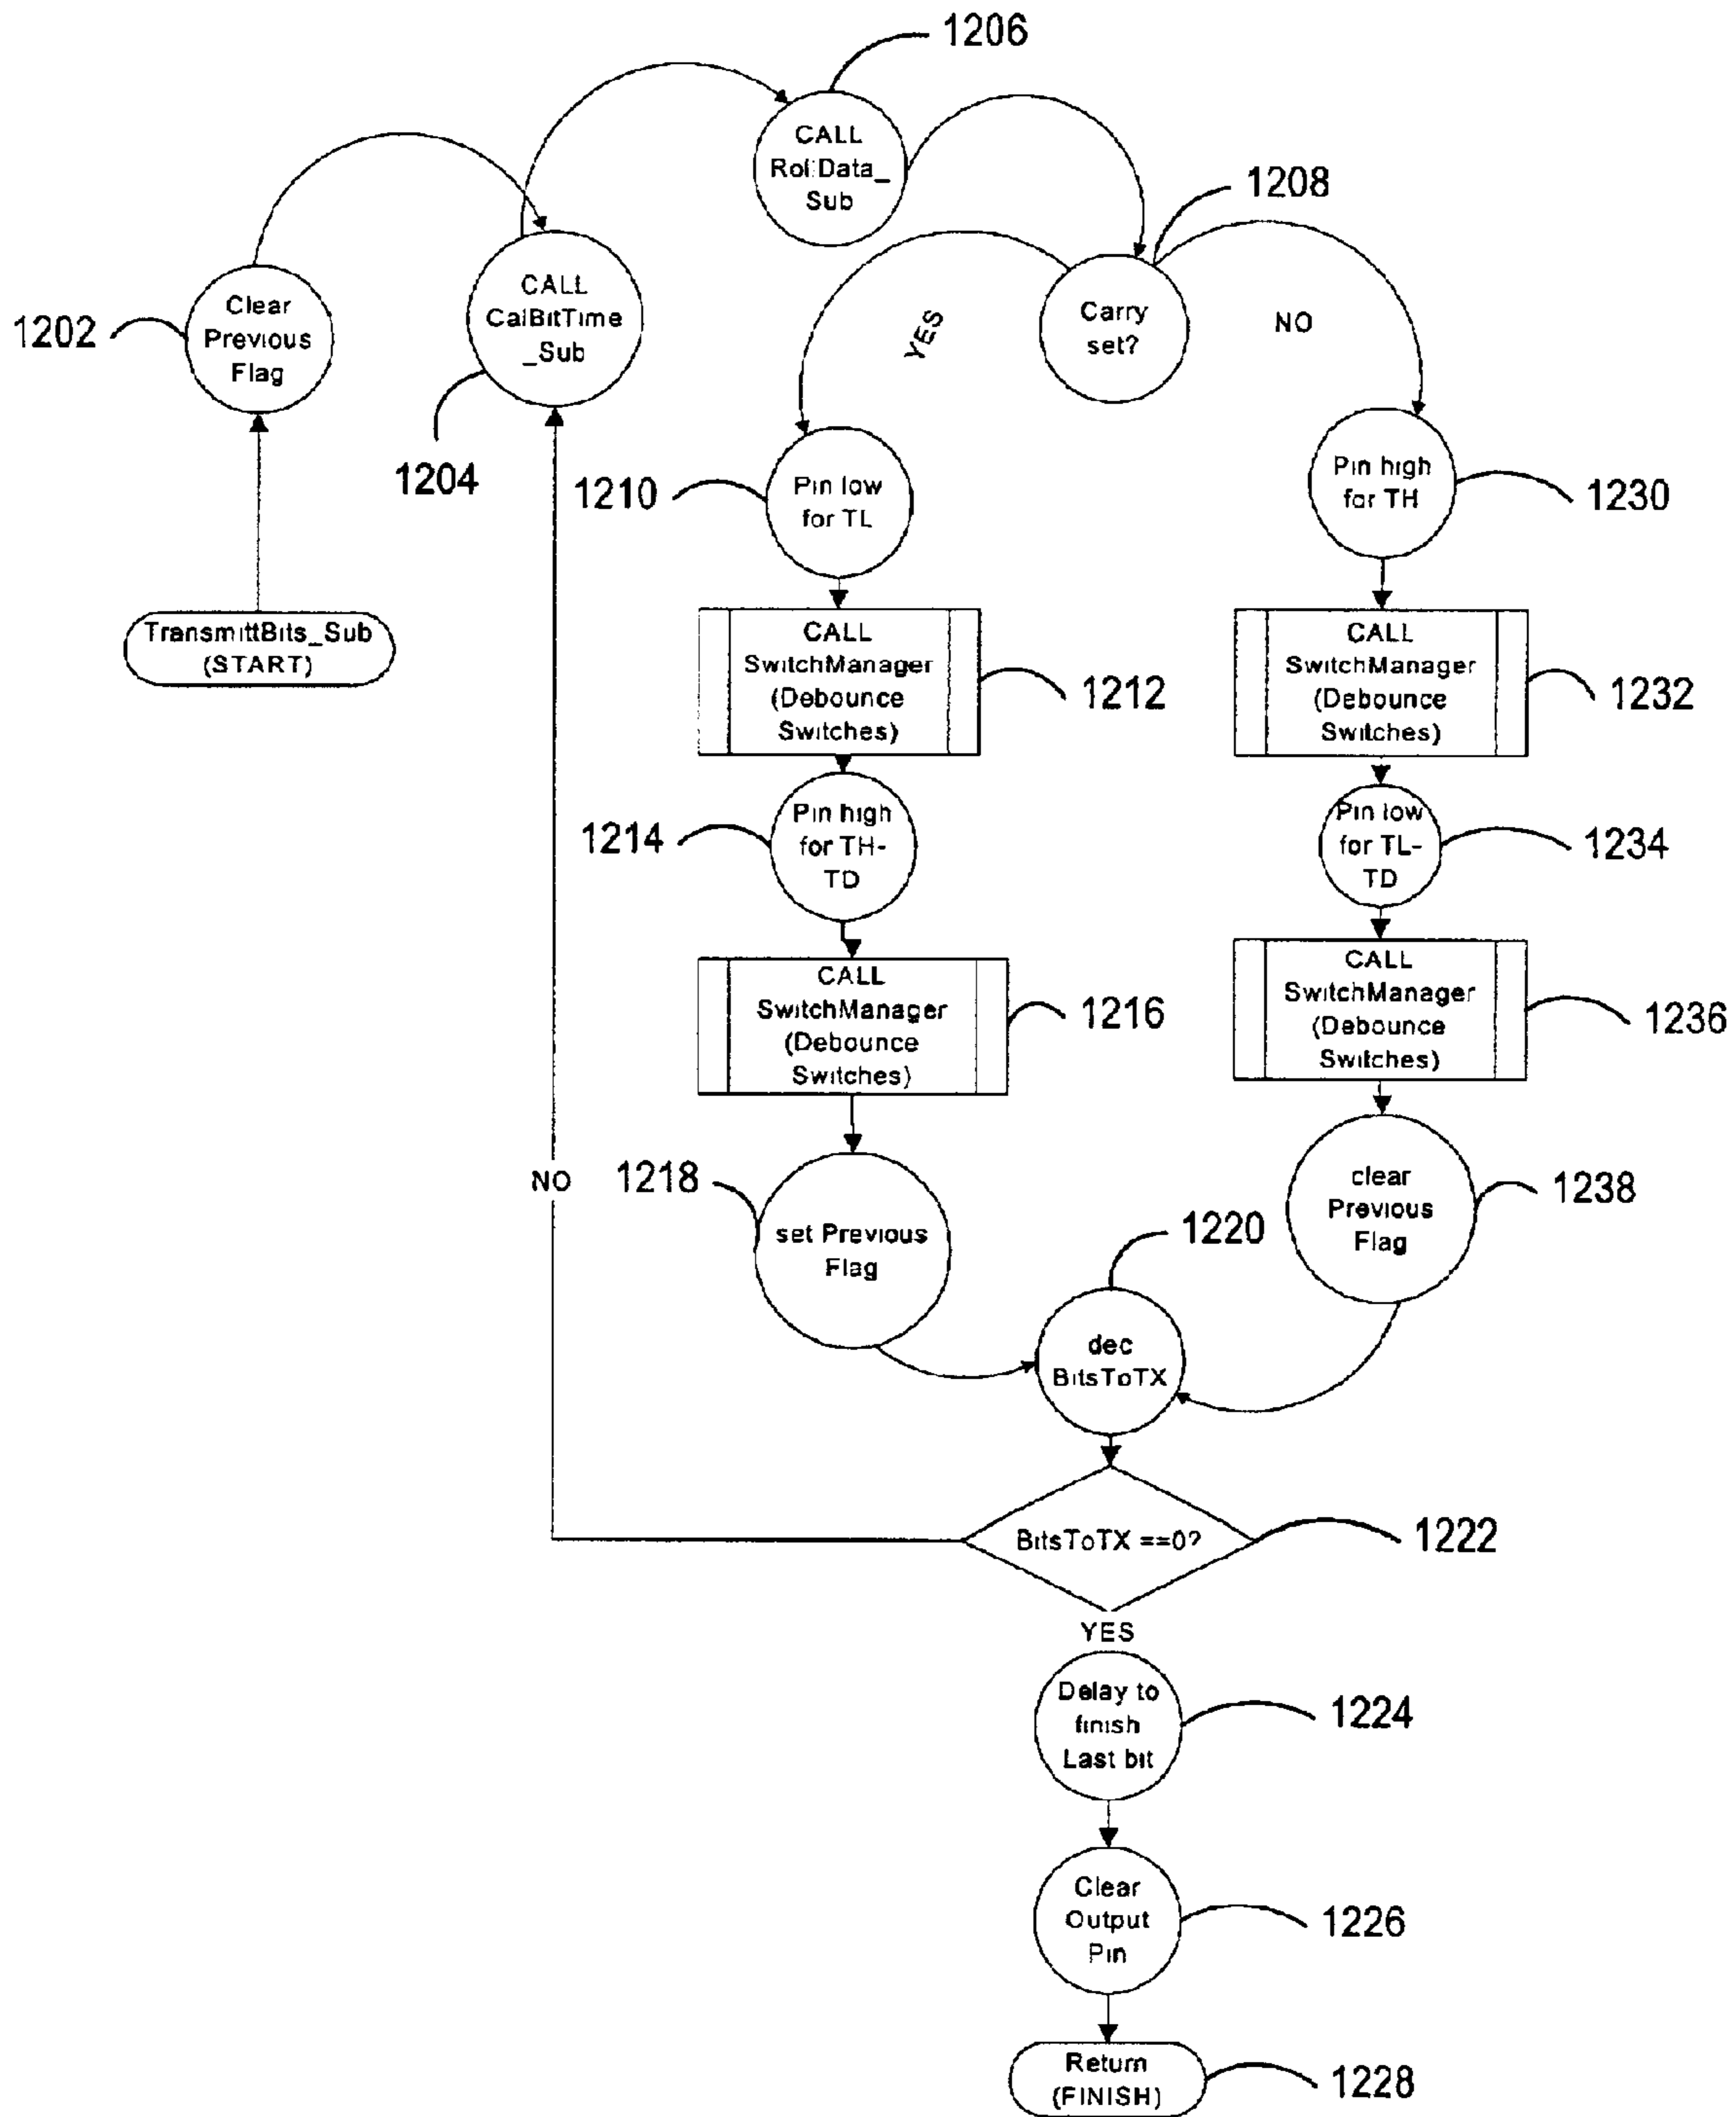 1206
CALL
RollData_
Sub
1208
Clear
Previous
Flag
1202
CALL
CalBitTime
_Sub
1204
Carry
set?
YES
NO
TransmittBits_Sub
(START)
1210
Pin low
for TL
Pin high
for TH
1230
CALL
SwitchManager
(Debounce
Switches)
1212
CALL
SwitchManager
(Debounce
Switches)
1232
1214
Pin high
for TH-
TD
Pin low
for TL-
TD
1234
CALL
SwitchManager
(Debounce
Switches)
1216
CALL
SwitchManager
(Debounce
Switches)
1236
NO
1218
set Previous
Flag
clear
Previous
Flag
1238
1220
dec
BitsToTX
BitsToTX ==0?
1222
YES
Delay to
finish
Last bit
1224
Clear
Output
Pin
1226
Return
(FINISH)
1228